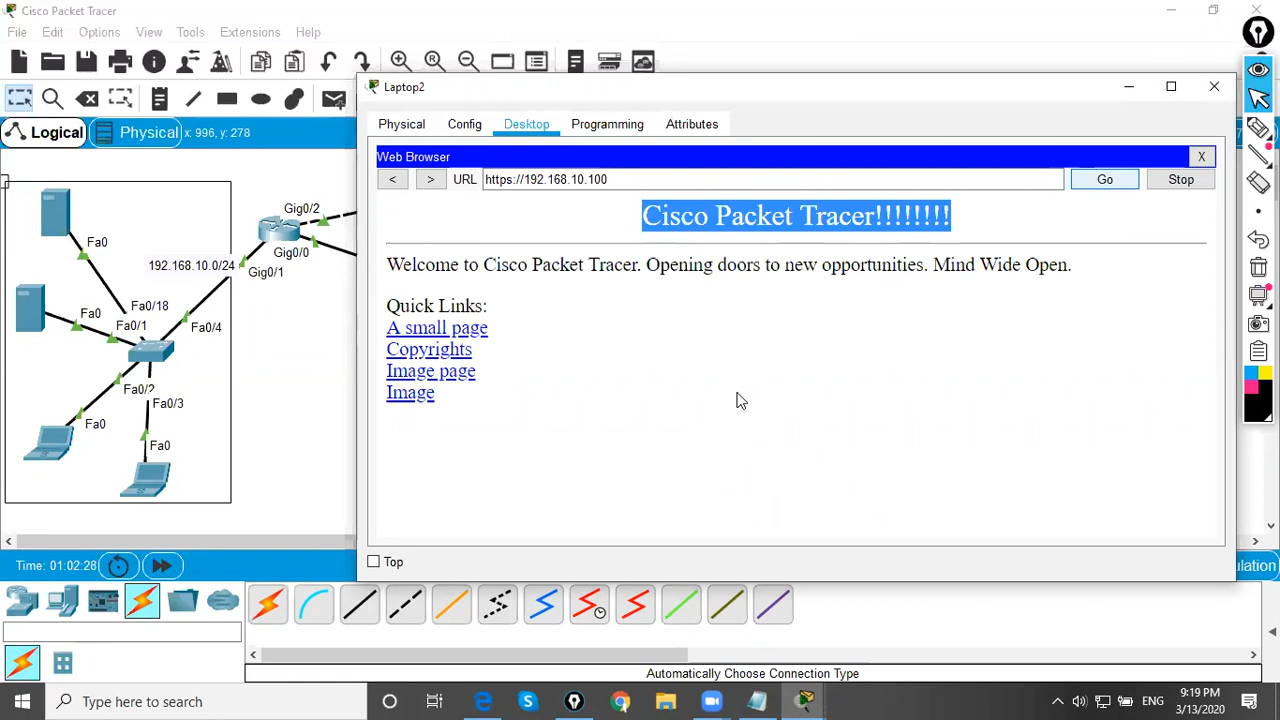 Cisco Packet Tracer
File Edit Options View Tools Extensions Help
Logical Physical x: 996, y: 278
Laptop2
Physical Config Desktop Programming Attributes
Web Browser X
< > URL https://192.168.10.100 Go Stop
Cisco Packet Tracer!!!!!!!!
Welcome to Cisco Packet Tracer. Opening doors to new opportunities. Mind Wide Open.
Quick Links:
A small page
Copyrights
Image page
Image
Top
Gig0/2
Fa0
Gig0/0
192.168.10.0/24
Gig0/1
Fa0/18
Fa0
Fa0/1
Fa0/4
Fa0/2
Fa0/3
Fa0
Fa0
Time: 01:02:28
ulation
Automatically Choose Connection Type
Type here to search
ENG
9:19 PM
3/13/2020